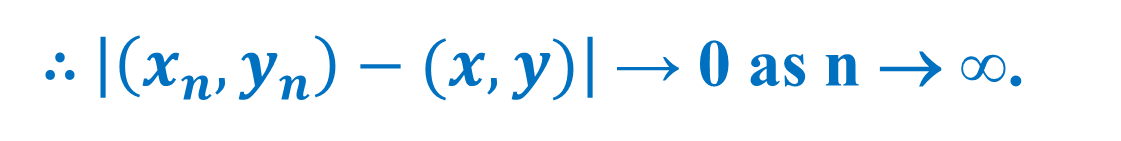 ∴ |(xₙ, yₙ) − (x, y)| → 0 as n → ∞.